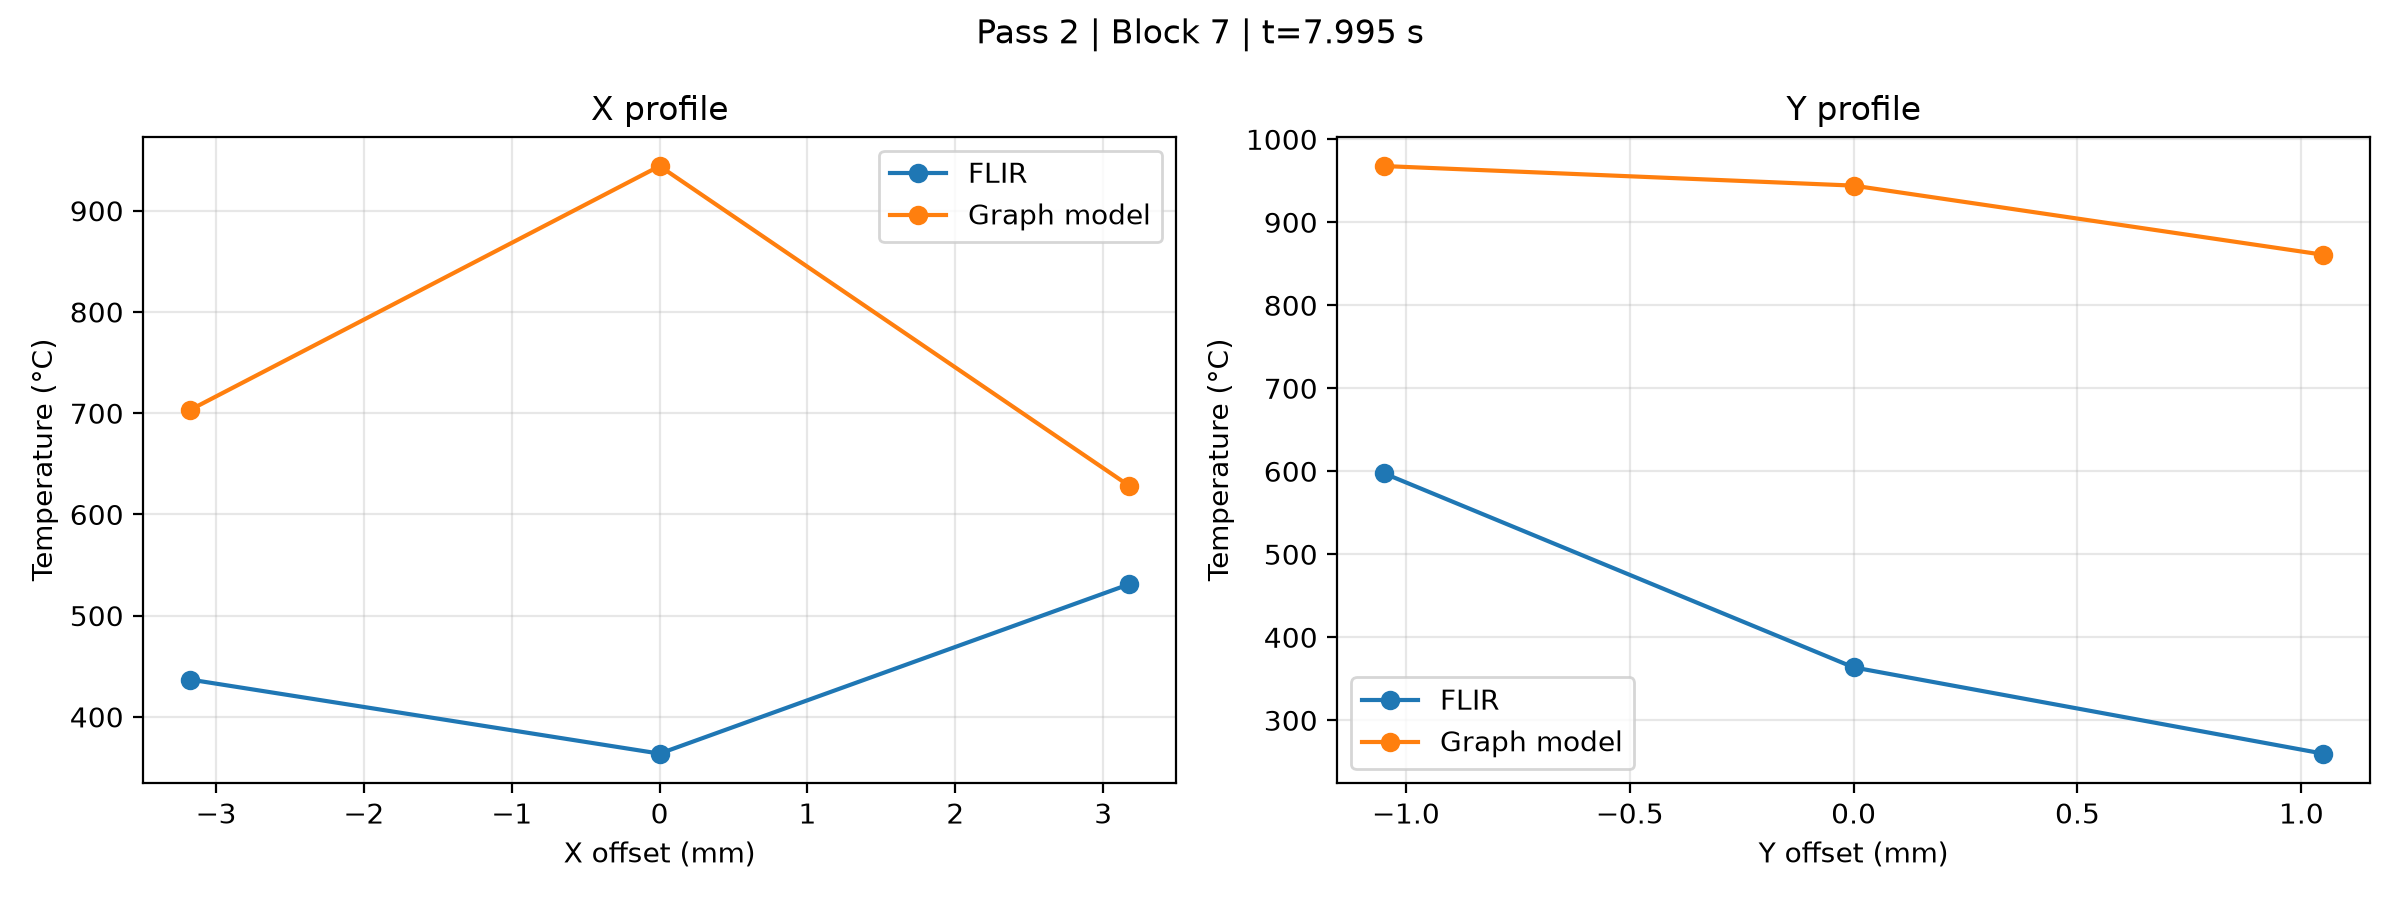 Pass 2 | Block 7 | t=7.995 s
X profile
FLIR
Graph model
900
800
700
600
500
400
Temperature (°C)
−3
−2
−1
0
1
2
3
X offset (mm)
Y profile
1000
900
800
700
600
500
400
300
Temperature (°C)
FLIR
Graph model
−1.0
−0.5
0.0
0.5
1.0
Y offset (mm)